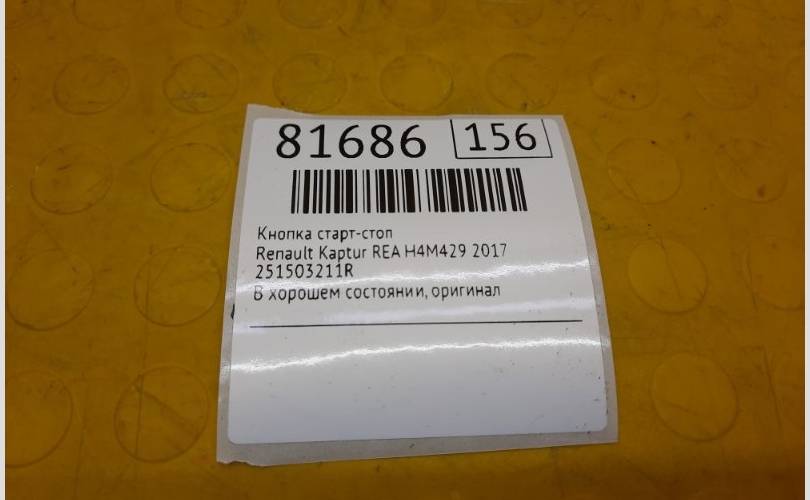 81686 156
Кнопка старт-стоп
Renault Kaptur REA H4M429 2017
251503211R
В хорошем состоянии, оригинал